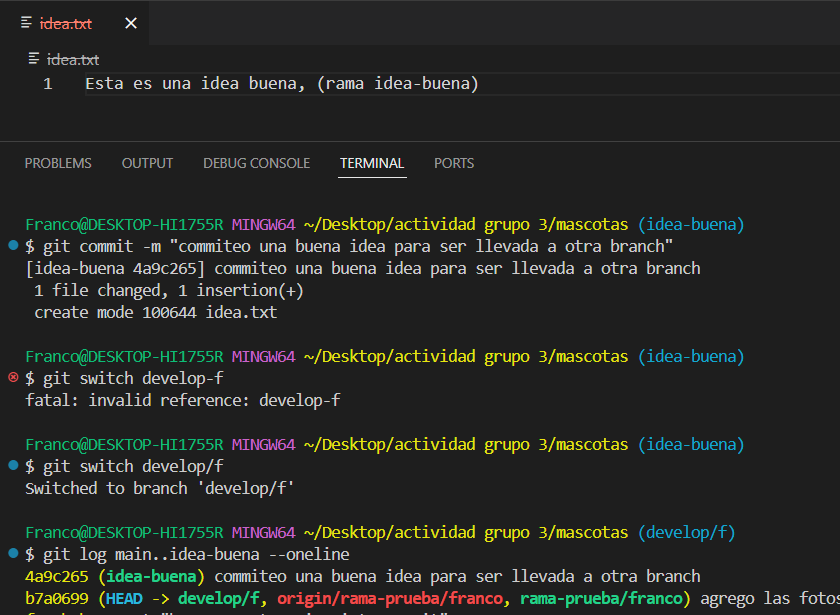 idea.txt
idea.txt
1 Esta es una idea buena, (rama idea-buena)
PROBLEMS OUTPUT DEBUG CONSOLE TERMINAL PORTS
Franco@DESKTOP-HI1755R MINGW64 ~/Desktop/actividad grupo 3/mascotas (idea-buena)
$ git commit -m "commiteo una buena idea para ser llevada a otra branch"
[idea-buena 4a9c265] commiteo una buena idea para ser llevada a otra branch
1 file changed, 1 insertion(+)
create mode 100644 idea.txt
Franco@DESKTOP-HI1755R MINGW64 ~/Desktop/actividad grupo 3/mascotas (idea-buena)
$ git switch develop-f
fatal: invalid reference: develop-f
Franco@DESKTOP-HI1755R MINGW64 ~/Desktop/actividad grupo 3/mascotas (idea-buena)
$ git switch develop/f
Switched to branch 'develop/f'
Franco@DESKTOP-HI1755R MINGW64 ~/Desktop/actividad grupo 3/mascotas (develop/f)
$ git log main..idea-buena --oneline
4a9c265 (idea-buena) commiteo una buena idea para ser llevada a otra branch
b7a0699 (HEAD -> develop/f, origin/rama-prueba/franco, rama-prueba/franco) agrego las fotos